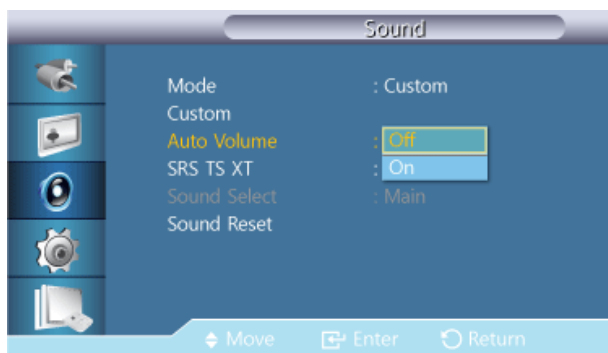 Sound
Mode : Custom
Custom
Auto Volume : Off
SRS TS XT : On
Sound Select : Main
Sound Reset
Move Enter Return